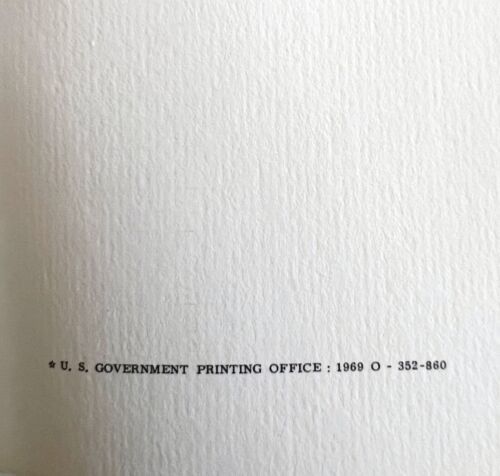 ☆ U. S. GOVERNMENT PRINTING OFFICE : 1969 O - 352-860